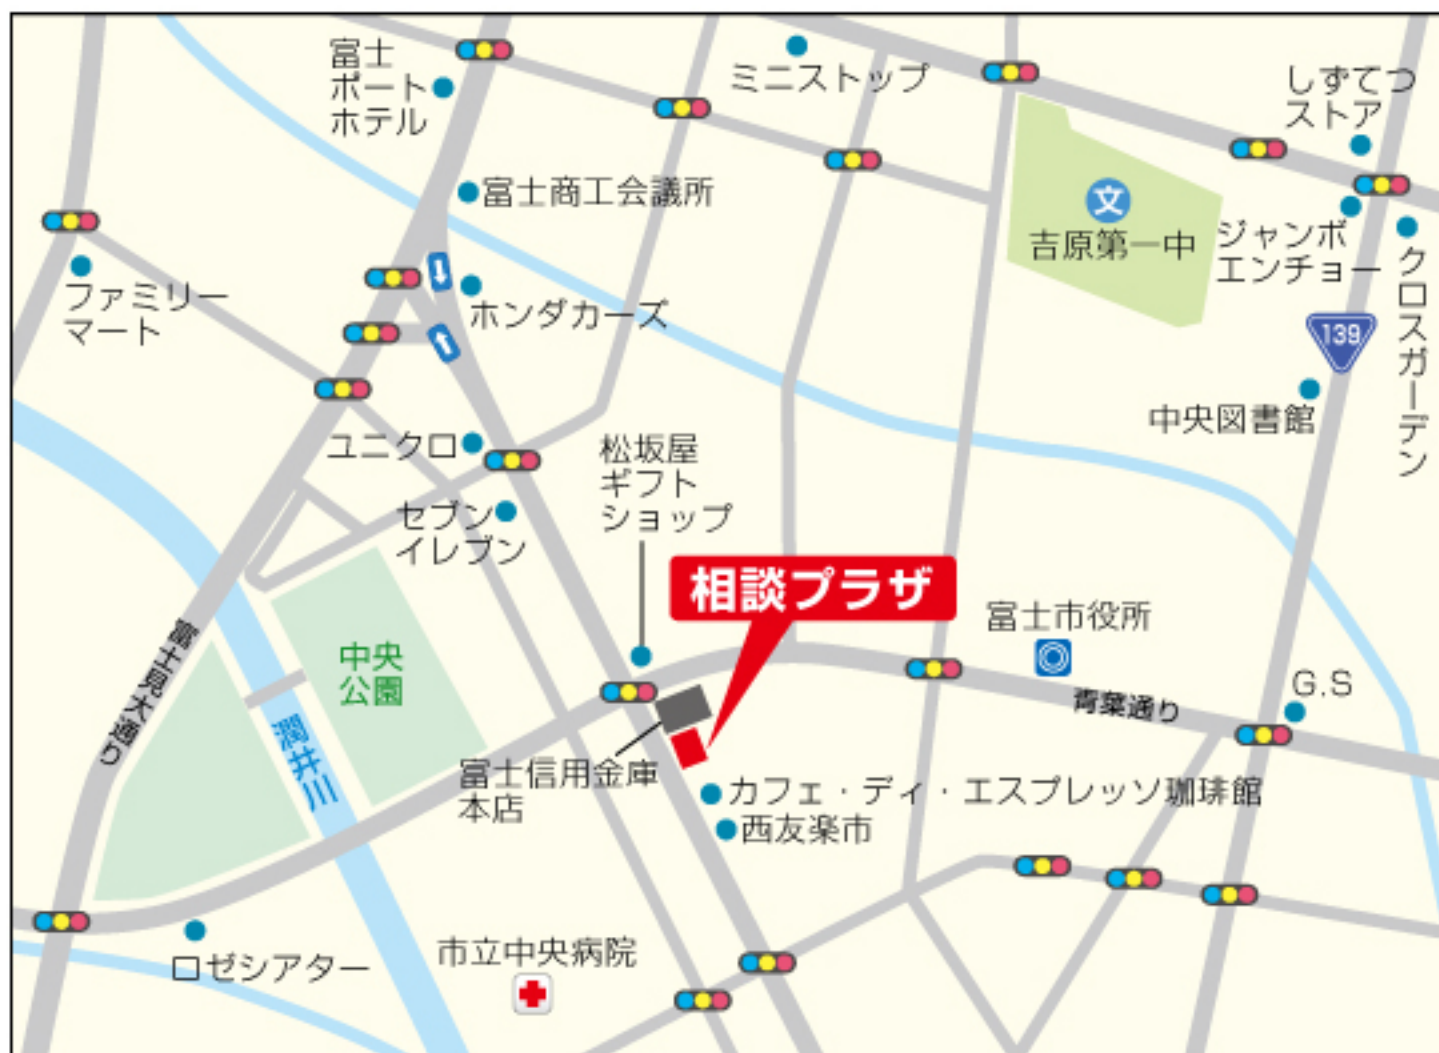 富士
ポート
ホテル
ミニストップ
しずてつ
ストア
富士商工会議所
文
吉原第一中
ジャンボ
エンチョー
クロスガーデン
ファミリー
マート
ホンダカーズ
139
中央図書館
ユニクロ
松坂屋
ギフト
ショップ
セブン
イレブン
相談プラザ
富士市役所
富士見大通り
中央
公園
潤井川
青葉通り
G.S
富士信用金庫
本店
カフェ・ディ・エスプレッソ珈琲館
西友楽市
ロゼシアター
市立中央病院